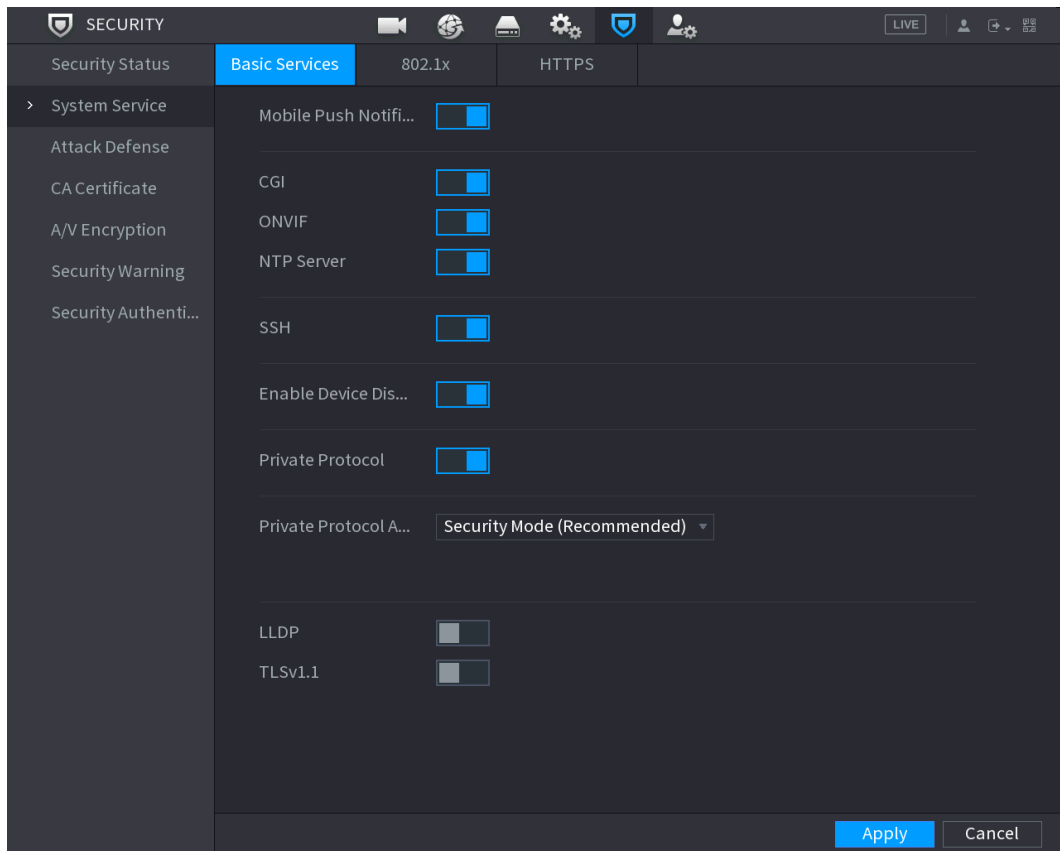 SECURITY
LIVE
Security Status
System Service
Attack Defense
CA Certificate
A/V Encryption
Security Warning
Security Authenti...
Basic Services 802.1x HTTPS
Mobile Push Notifi...
CGI
ONVIF
NTP Server
SSH
Enable Device Dis...
Private Protocol
Private Protocol A... Security Mode (Recommended)
LLDP
TLSv1.1
Apply Cancel